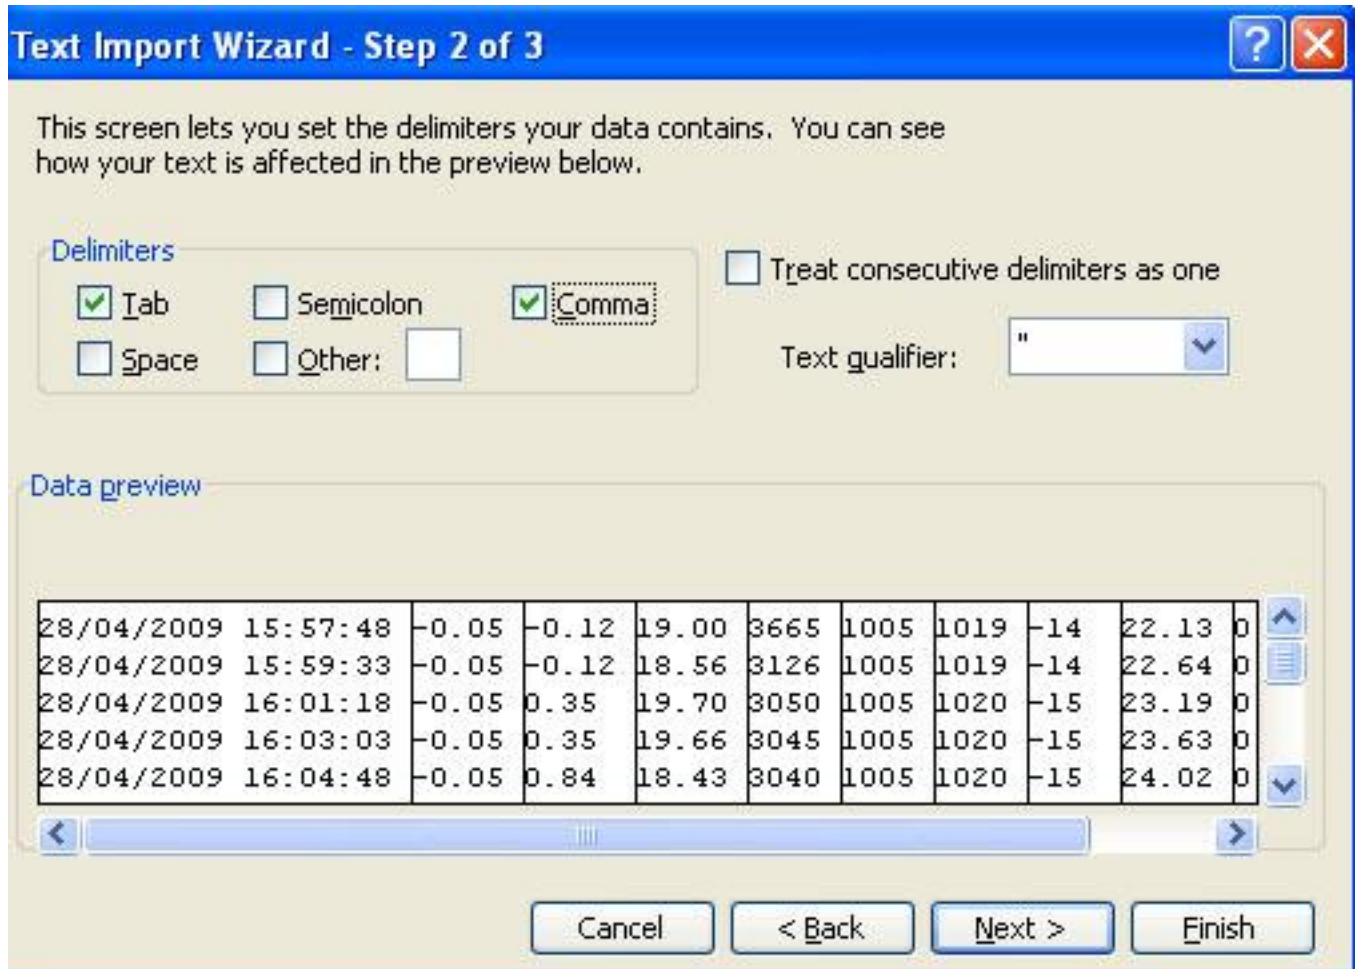 Text Import Wizard - Step 2 of 3
This screen lets you set the delimiters your data contains. You can see
how your text is affected in the preview below.
Delimiters
Tab Semicolon Comma
Space Other:
Treat consecutive delimiters as one
Text qualifier: "
Data preview
28/04/2009 15:57:48 -0.05 -0.12 19.00 3665 1005 1019 -14 22.13 0
28/04/2009 15:59:33 -0.05 -0.12 18.56 3126 1005 1019 -14 22.64 0
28/04/2009 16:01:18 -0.05 0.35 19.70 3050 1005 1020 -15 23.19 0
28/04/2009 16:03:03 -0.05 0.35 19.66 3045 1005 1020 -15 23.63 0
28/04/2009 16:04:48 -0.05 0.84 18.43 3040 1005 1020 -15 24.02 0
Cancel < Back Next > Finish